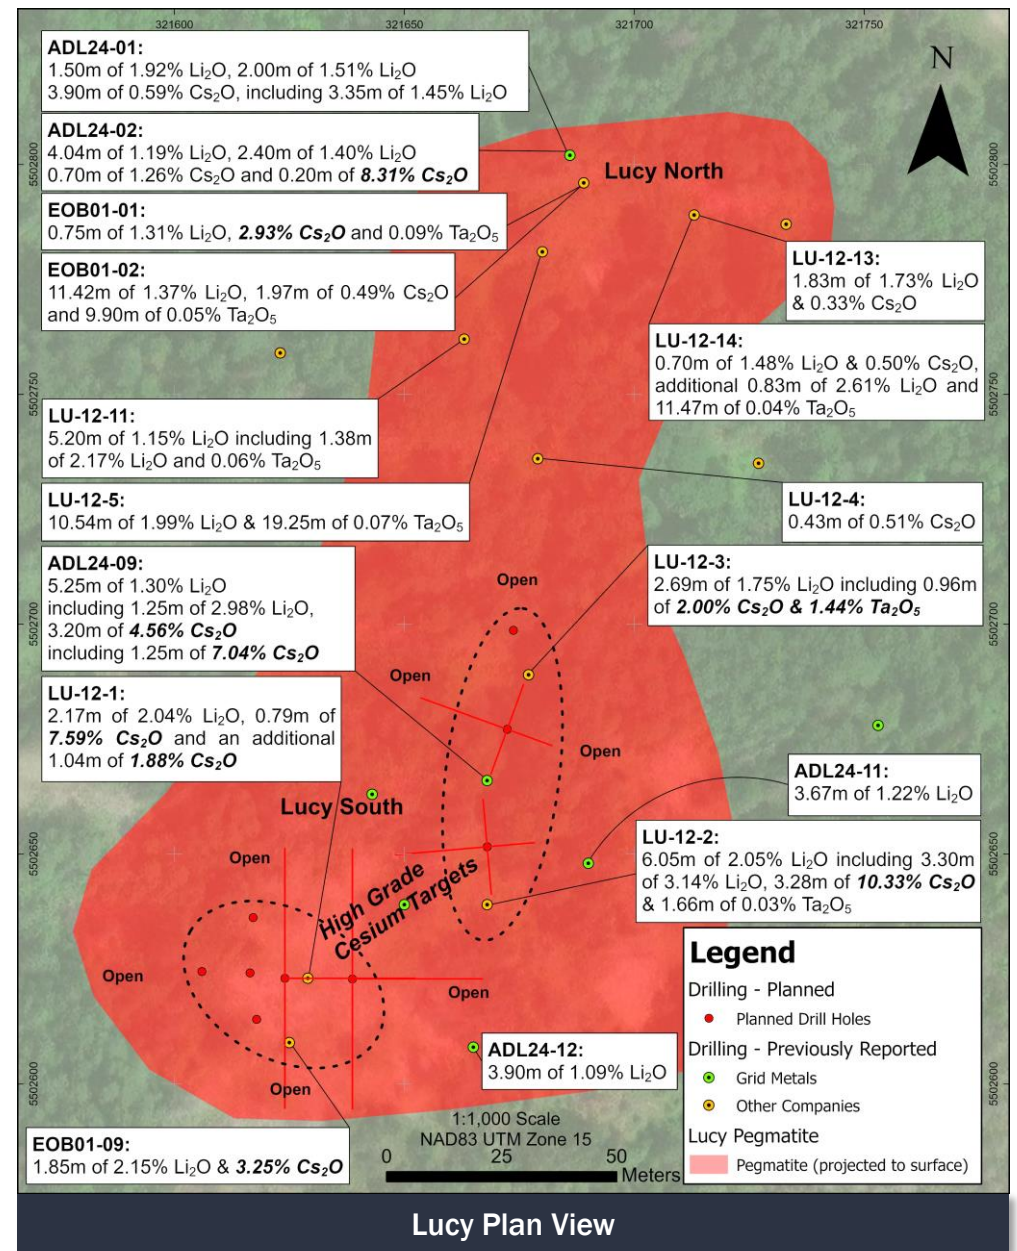 321600
321650
321700
321750
ADL24-01:
1.50m of 1.92% Li₂O, 2.00m of 1.51% Li₂O
3.90m of 0.59% Cs₂O, including 3.35m of 1.45% Li₂O
N
ADL24-02:
4.04m of 1.19% Li₂O, 2.40m of 1.40% Li₂O
0.70m of 1.26% Cs₂O and 0.20m of 8.31% Cs₂O
5502800
5502800
Lucy North
EOB01-01:
0.75m of 1.31% Li₂O, 2.93% Cs₂O and 0.09% Ta₂O₅
EOB01-02:
11.42m of 1.37% Li₂O, 1.97m of 0.49% Cs₂O
and 9.90m of 0.05% Ta₂O₅
LU-12-13:
1.83m of 1.73% Li₂O
& 0.33% Cs₂O
LU-12-14:
0.70m of 1.48% Li₂O & 0.50% Cs₂O,
additional 0.83m of 2.61% Li₂O and
11.47m of 0.04% Ta₂O₅
5502750
5502750
LU-12-11:
5.20m of 1.15% Li₂O including 1.38m
of 2.17% Li₂O and 0.06% Ta₂O₅
LU-12-5:
10.54m of 1.99% Li₂O & 19.25m of 0.07% Ta₂O₅
LU-12-4:
0.43m of 0.51% Cs₂O
ADL24-09:
5.25m of 1.30% Li₂O
including 1.25m of 2.98% Li₂O,
3.20m of 4.56% Cs₂O
including 1.25m of 7.04% Cs₂O
Open
LU-12-3:
2.69m of 1.75% Li₂O including 0.96m
of 2.00% Cs₂O & 1.44% Ta₂O₅
5502700
5502700
LU-12-1:
2.17m of 2.04% Li₂O, 0.79m of
7.59% Cs₂O and an additional
1.04m of 1.88% Cs₂O
Open
Open
ADL24-11:
3.67m of 1.22% Li₂O
Lucy South
LU-12-2:
6.05m of 2.05% Li₂O including 3.30m
of 3.14% Li₂O, 3.28m of 10.33% Cs₂O
& 1.66m of 0.03% Ta₂O₅
5502650
5502650
Open
High Grade
Cesium Targets
Open
Open
Open
ADL24-12:
3.90m of 1.09% Li₂O
5502600
5502600
EOB01-09:
1.85m of 2.15% Li₂O & 3.25% Cs₂O
1:1,000 Scale
NAD83 UTM Zone 15
0 25 50
Meters
Legend
Drilling - Planned
Planned Drill Holes
Drilling - Previously Reported
Grid Metals
Other Companies
Lucy Pegmatite
Pegmatite (projected to surface)
Lucy Plan View